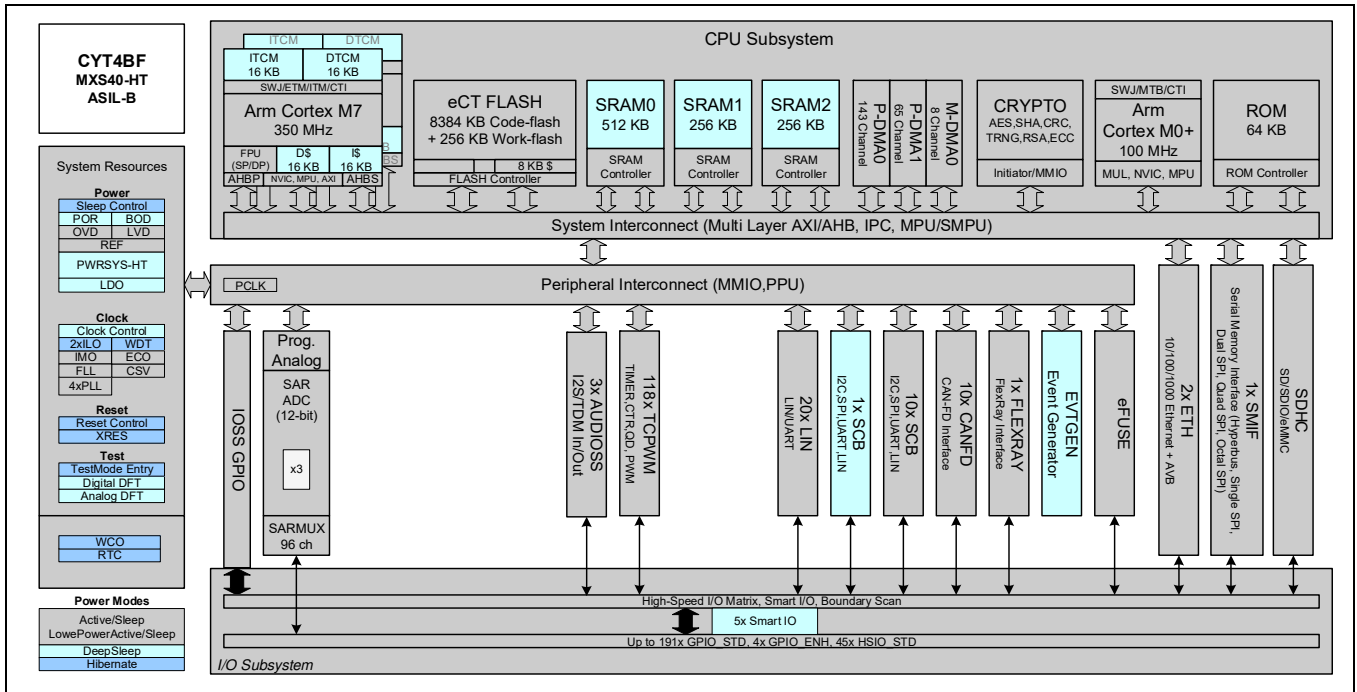 CYT4BF
MXS40-HT
ASIL-B
System Resources
Power
Sleep Control
POR BOD
OVD LVD
REF
PWRSYS-HT
LDO
Clock
Clock Control
2xILO WDT
IMO ECO
FLL CSV
4xPLL
Reset
Reset Control
XRES
Test
TestMode Entry
Digital DFT
Analog DFT
WCO
RTC
Power Modes
Active/Sleep
LowePowerActive/Sleep
DeepSleep
Hibernate
CPU Subsystem
ITCM DTCM
ITCM
16 KB
DTCM
16 KB
SWJ/ETM/ITM/CTI
Arm Cortex M7
350 MHz
FPU
(SP/DP)
D$
16 KB
I$
16 KB
AHBP NVIC, MPU, AXI AHBS
eCT FLASH
8384 KB Code-flash
+ 256 KB Work-flash
8 KB $
FLASH Controller
SRAM0
512 KB
SRAM
Controller
SRAM1
256 KB
SRAM
Controller
SRAM2
256 KB
SRAM
Controller
P-DMA0
143 Channel
P-DMA1
65 Channel
M-DMA0
8 Channel
CRYPTO
AES,SHA,CRC,
TRNG,RSA,ECC
Initiator/MMIO
SWJ/MTB/CTI
Arm
Cortex M0+
100 MHz
MUL, NVIC, MPU
ROM
64 KB
ROM Controller
System Interconnect (Multi Layer AXI/AHB, IPC, MPU/SMPU)
PCLK
Peripheral Interconnect (MMIO,PPU)
IOSS GPIO
Prog.
Analog
SAR
ADC
(12-bit)
x3
SARMUX
96 ch
3x AUDIOSS
I2S/TDM In/Out
118x TCPWM
TIMER,CTR,QD, PWM
20x LIN
LIN/UART
1x SCB
I2C,SPI,UART,LIN
10x SCB
I2C,SPI,UART,LIN
10x CANFD
CAN-FD Interface
1x FLEXRAY
FlexRay Interface
EVTGEN
Event Generator
eFUSE
2x ETH
10/100/1000 Ethernet + AVB
1x SMIF
Serial Memory Interface (Hyperbus, Single SPI,
Dual SPI, Quad SPI, Octal SPI)
SDHC
SD/SDIO/eMMC
High-Speed I/O Matrix, Smart I/O, Boundary Scan
5x Smart IO
Up to 191x GPIO_STD, 4x GPIO_ENH, 45x HSIO_STD
I/O Subsystem